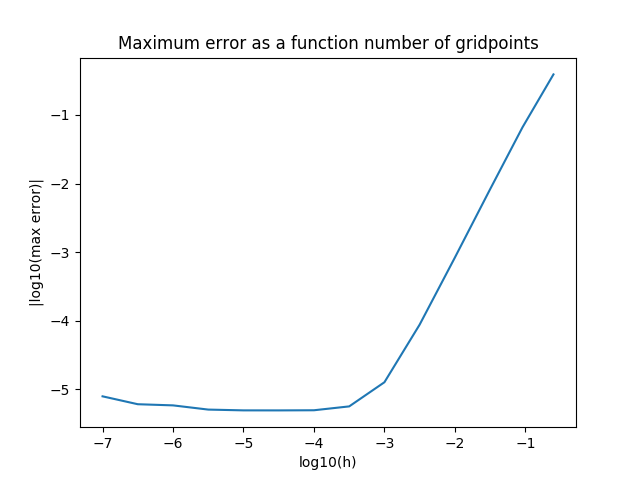 Maximum error as a function number of gridpoints
|log10(max error)|
−1
−2
−3
−4
−5
−7 −6 −5 −4 −3 −2 −1
log10(h)